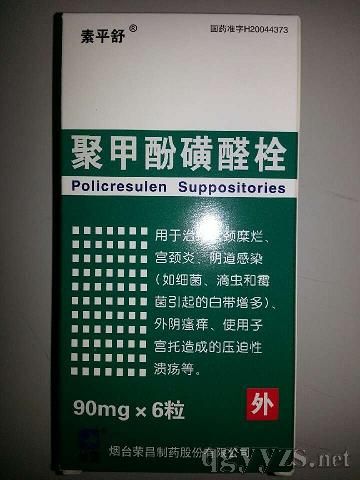 素平舒®
国药准字H20044373
聚甲酚磺醛栓
Policresulen Suppositories
用于治 颈糜烂、
宫颈炎、阴道感染
(如细菌、滴虫和霉
菌引起的白带增多)、
外阴瘙痒、使用子
宫托造成的压迫性
溃疡等。
90mg×6粒
外
烟台荣昌制药股份有限公司
qgyyzs.net